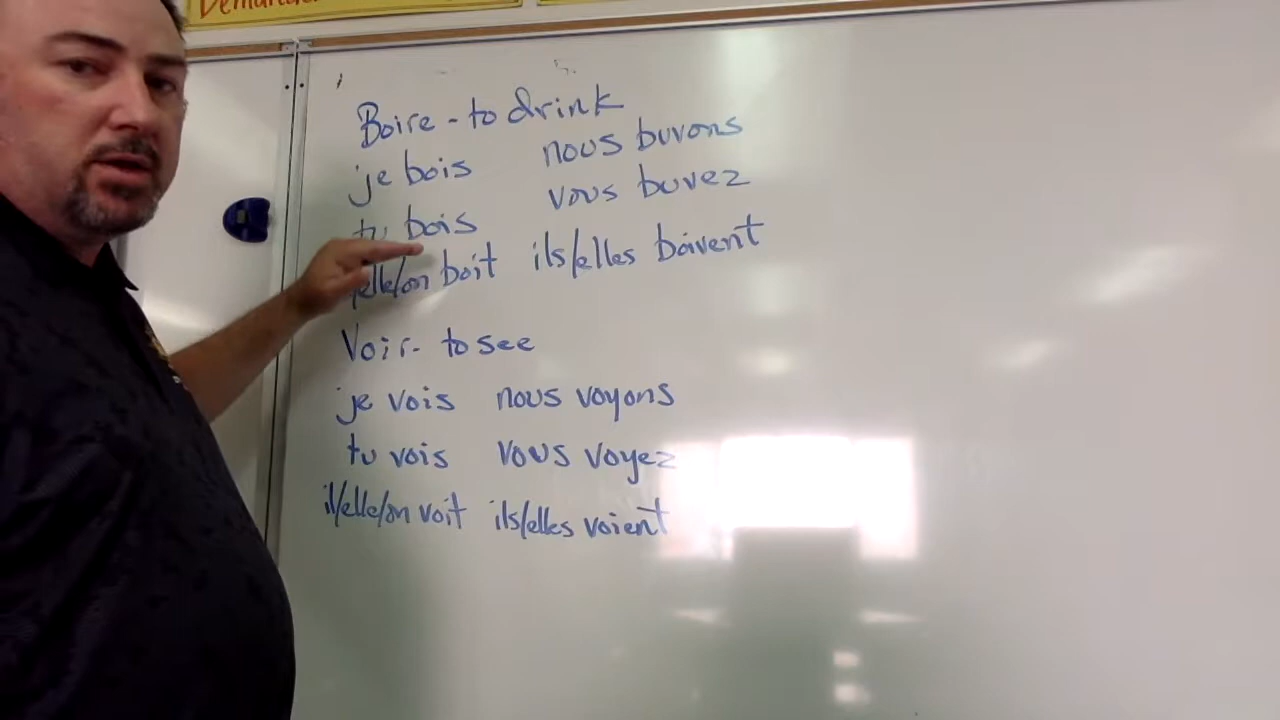 Demand
Boire - to drink
je bois nous buvons
tu bois vous buvez
/elle/on boit ils/elles boivent
Voir - to see
je vois nous voyons
tu vois vous voyez
il/elle/on voit ils/elles voient